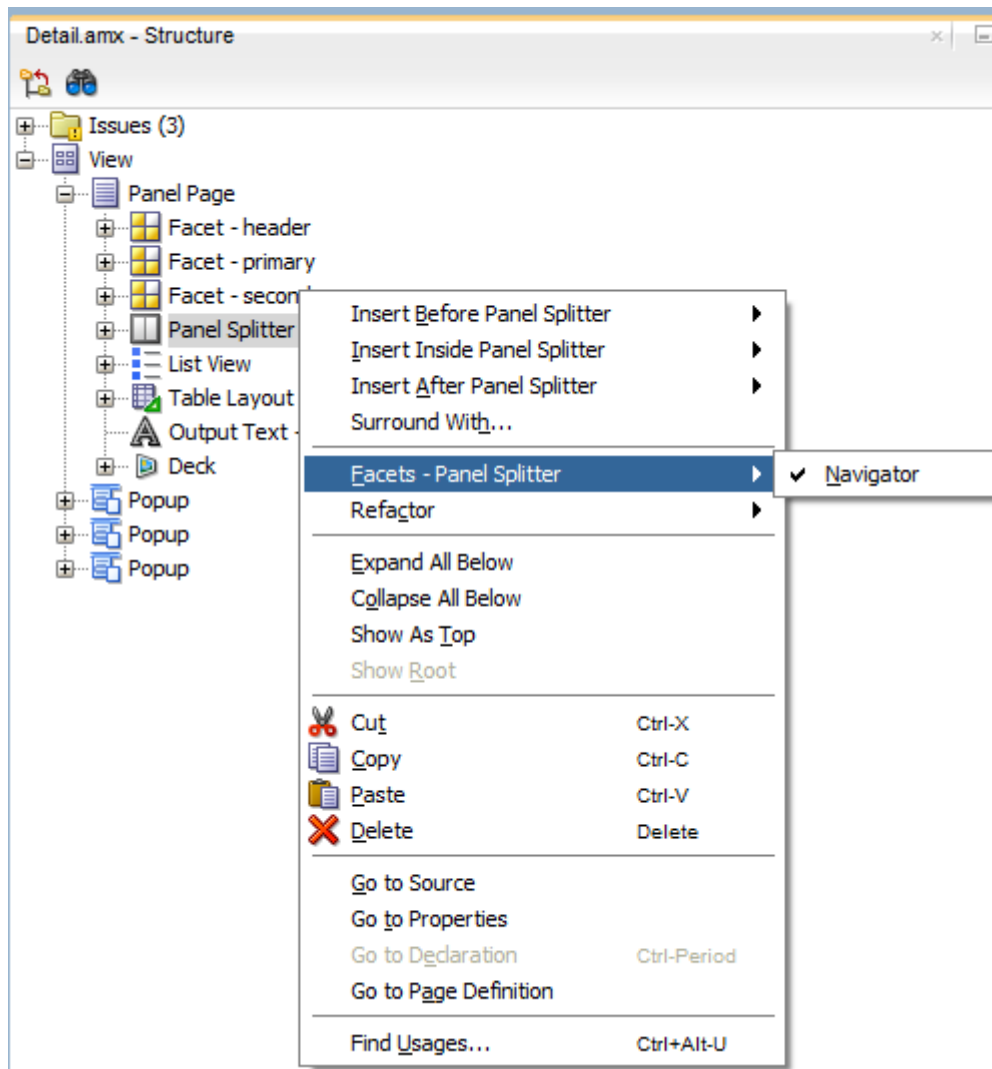 Detail.amx - Structure
Issues (3)
View
Panel Page
Facet - header
Facet - primary
Facet - second
Panel Splitter
List View
Table Layout
Output Text -
Deck
Popup
Popup
Popup
Insert Before Panel Splitter
Insert Inside Panel Splitter
Insert After Panel Splitter
Surround With...
Facets - Panel Splitter
Navigator
Refactor
Expand All Below
Collapse All Below
Show As Top
Show Root
Cut Ctrl-X
Copy Ctrl-C
Paste Ctrl-V
Delete Delete
Go to Source
Go to Properties
Go to Declaration Ctrl-Period
Go to Page Definition
Find Usages... Ctrl+Alt-U